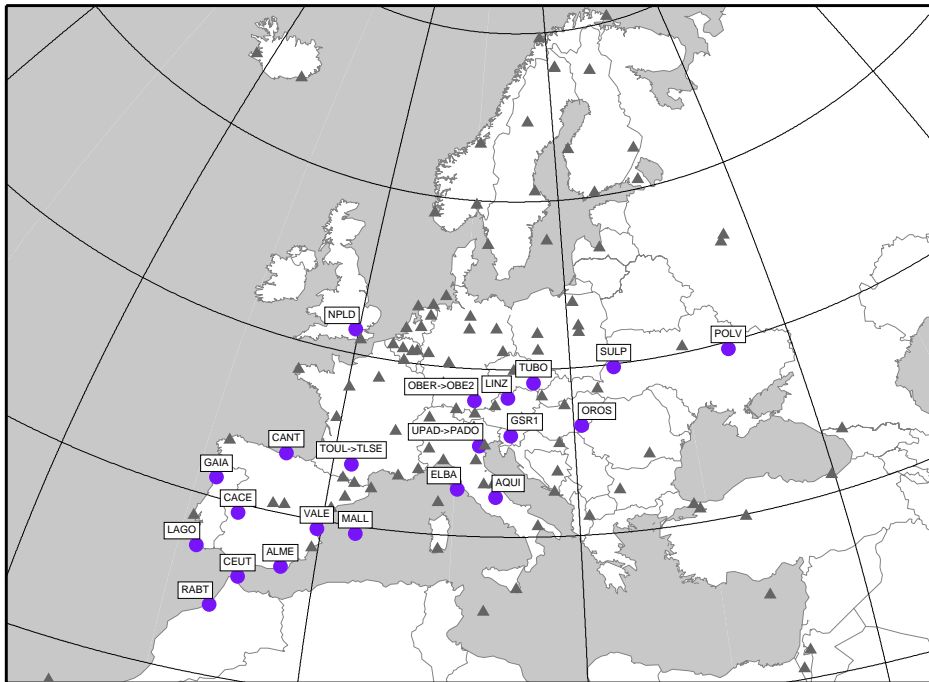 NPLD
POLV
SULP
TUBO
OBER->OBE2
LINZ
OROS
GSR1
UPAD->PADO
CANT
TOUL->TLSE
GAIA
ELBA
AQUI
CACE
VALE
MALL
LAGO
ALME
CEUT
RABT